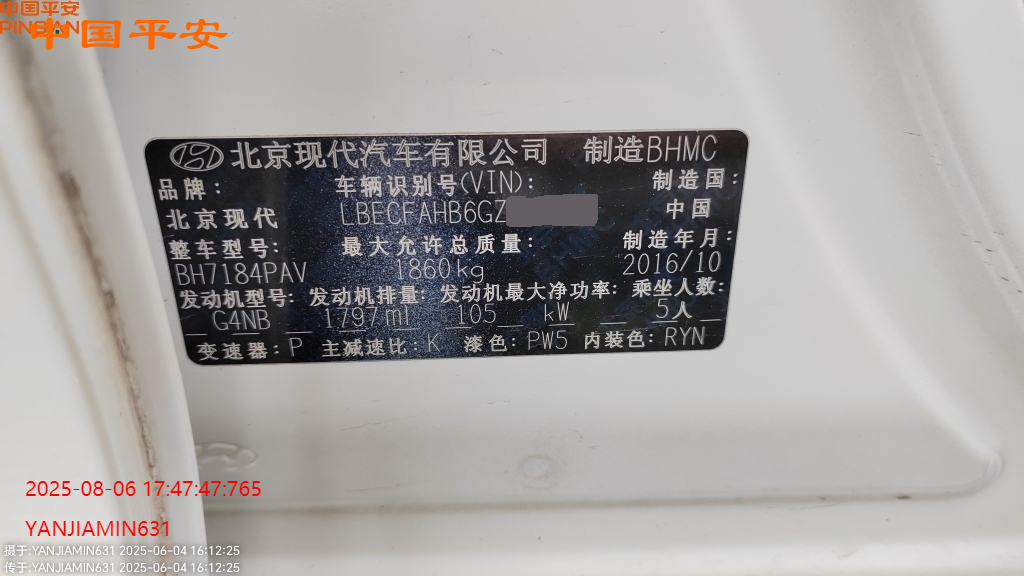 中国平安
PING AN
中国平安
北京现代汽车有限公司 制造BHMC
品牌: 车辆识别号(VIN): 制造国:
北京现代 LBECFAHB6GZ 中国
整车型号: 最大允许总质量: 制造年月:
BH7184PAV 1860kg 2016/10
发动机型号: 发动机排量: 发动机最大净功率: 乘坐人数:
G4NB 1797ml 105 kW 5人
变速器: P 主减速比: K 漆色: PW5 内装色: RYN
2025-08-06 17:47:47:765
YANJIAMIN631
摄于:YANJIAMIN631 2025-06-04 16:12:25
传于:YANJIAMIN631 2025-06-04 16:12:25